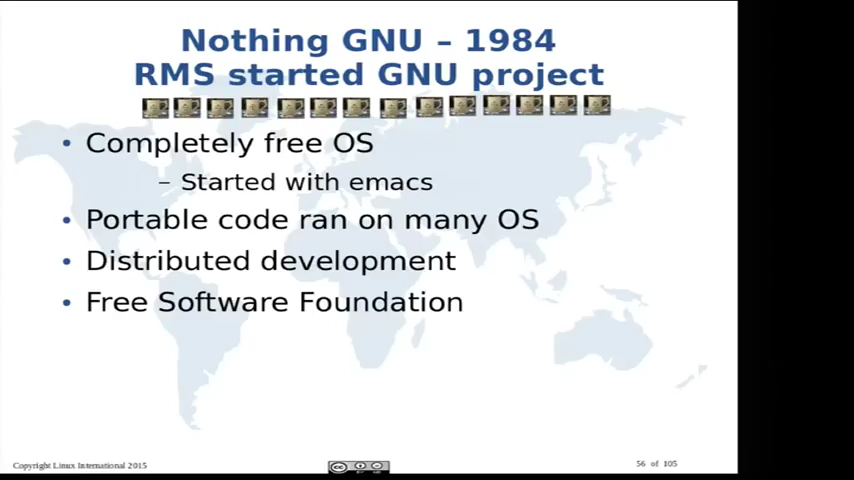 Nothing GNU – 1984
RMS started GNU project
• Completely free OS
– Started with emacs
• Portable code ran on many OS
• Distributed development
• Free Software Foundation
Copyright Linux International 2015
56 of 105